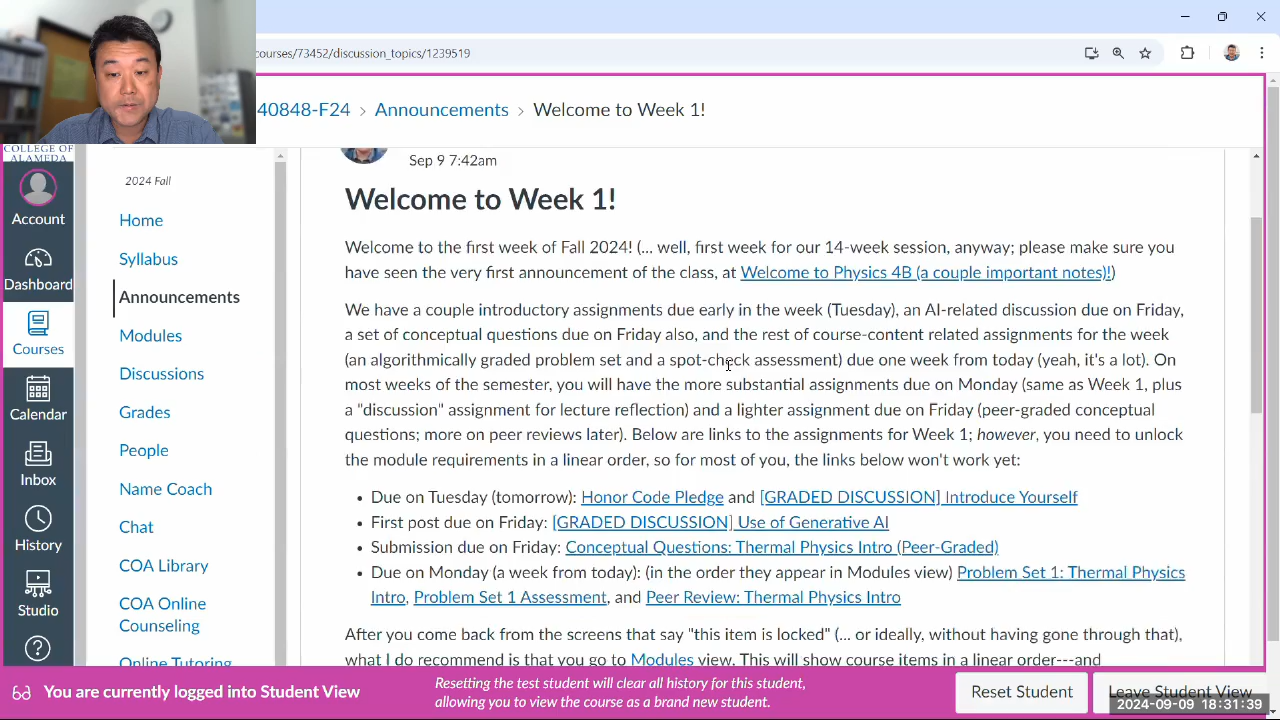 courses/73452/discussion_topics/1239519
40848-F24 > Announcements > Welcome to Week 1!
COLLEGE OF
ALAMEDA
Account
Dashboard
Courses
Calendar
Inbox
History
Studio
2024 Fall
Home
Syllabus
Announcements
Modules
Discussions
Grades
People
Name Coach
Chat
COA Library
COA Online
Counseling
Online Tutoring
Sep 9 7:42am
Welcome to Week 1!
Welcome to the first week of Fall 2024! (... well, first week for our 14-week session, anyway; please make sure you
have seen the very first announcement of the class, at Welcome to Physics 4B (a couple important notes)!)
We have a couple introductory assignments due early in the week (Tuesday), an AI-related discussion due on Friday,
a set of conceptual questions due on Friday also, and the rest of course-content related assignments for the week
(an algorithmically graded problem set and a spot-check assessment) due one week from today (yeah, it's a lot). On
most weeks of the semester, you will have the more substantial assignments due on Monday (same as Week 1, plus
a "discussion" assignment for lecture reflection) and a lighter assignment due on Friday (peer-graded conceptual
questions; more on peer reviews later). Below are links to the assignments for Week 1; however, you need to unlock
the module requirements in a linear order, so for most of you, the links below won't work yet:
• Due on Tuesday (tomorrow): Honor Code Pledge and [GRADED DISCUSSION] Introduce Yourself
• First post due on Friday: [GRADED DISCUSSION] Use of Generative AI
• Submission due on Friday: Conceptual Questions: Thermal Physics Intro (Peer-Graded)
• Due on Monday (a week from today): (in the order they appear in Modules view) Problem Set 1: Thermal Physics
Intro, Problem Set 1 Assessment, and Peer Review: Thermal Physics Intro
After you come back from the screens that say "this item is locked" (... or ideally, without having gone through that),
what I do recommend is that you go to Modules view. This will show course items in a linear order---and
You are currently logged into Student View
Resetting the test student will clear all history for this student,
allowing you to view the course as a brand new student.
Reset Student
Leave Student View
2024-09-09 18:31:39